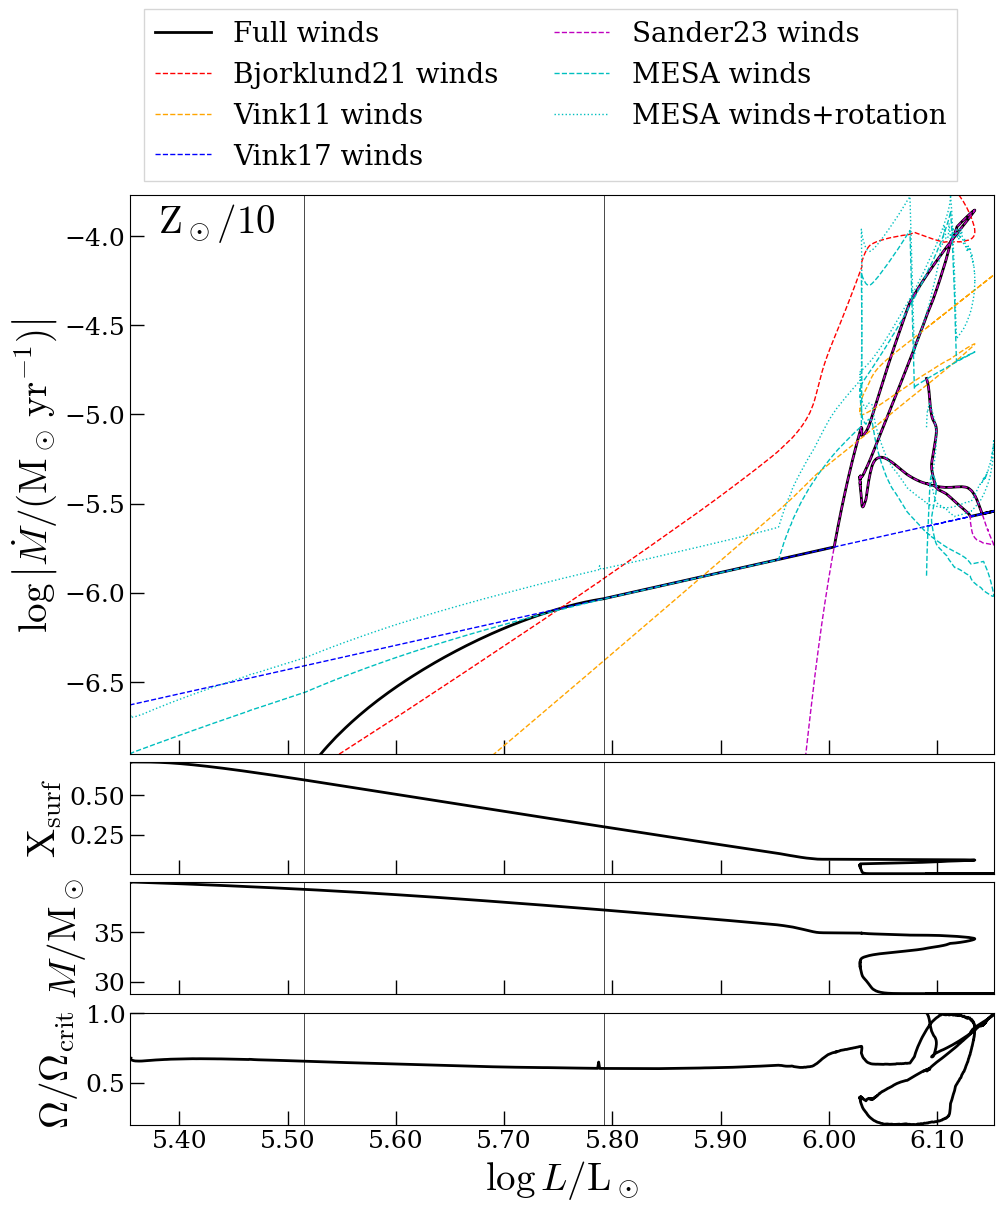 Full winds
Bjorklund21 winds
Vink11 winds
Vink17 winds
Sander23 winds
MESA winds
MESA winds+rotation
Z⊙/10
log |Ṁ/(M⊙ yr⁻¹)|
−4.0
−4.5
−5.0
−5.5
−6.0
−6.5
X_surf
0.50
0.25
M/M⊙
35
30
Ω/Ω_crit
1.0
0.5
5.40 5.50 5.60 5.70 5.80 5.90 6.00 6.10
log L/L⊙